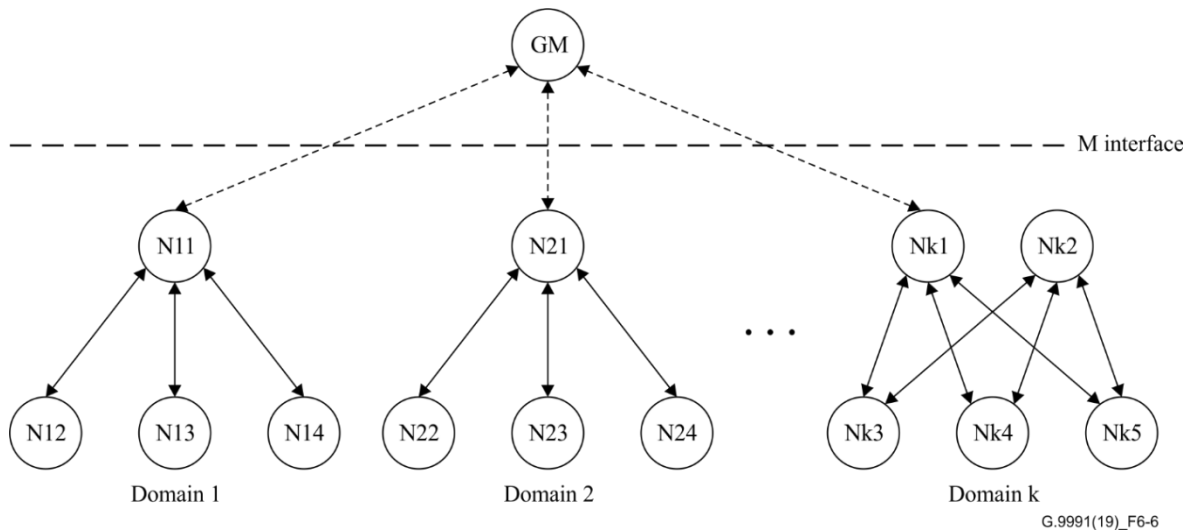 GM
M interface
N11
N21
Nk1
Nk2
. . .
N12
N13
N14
N22
N23
N24
Nk3
Nk4
Nk5
Domain 1
Domain 2
Domain k
G.9991(19)_F6-6